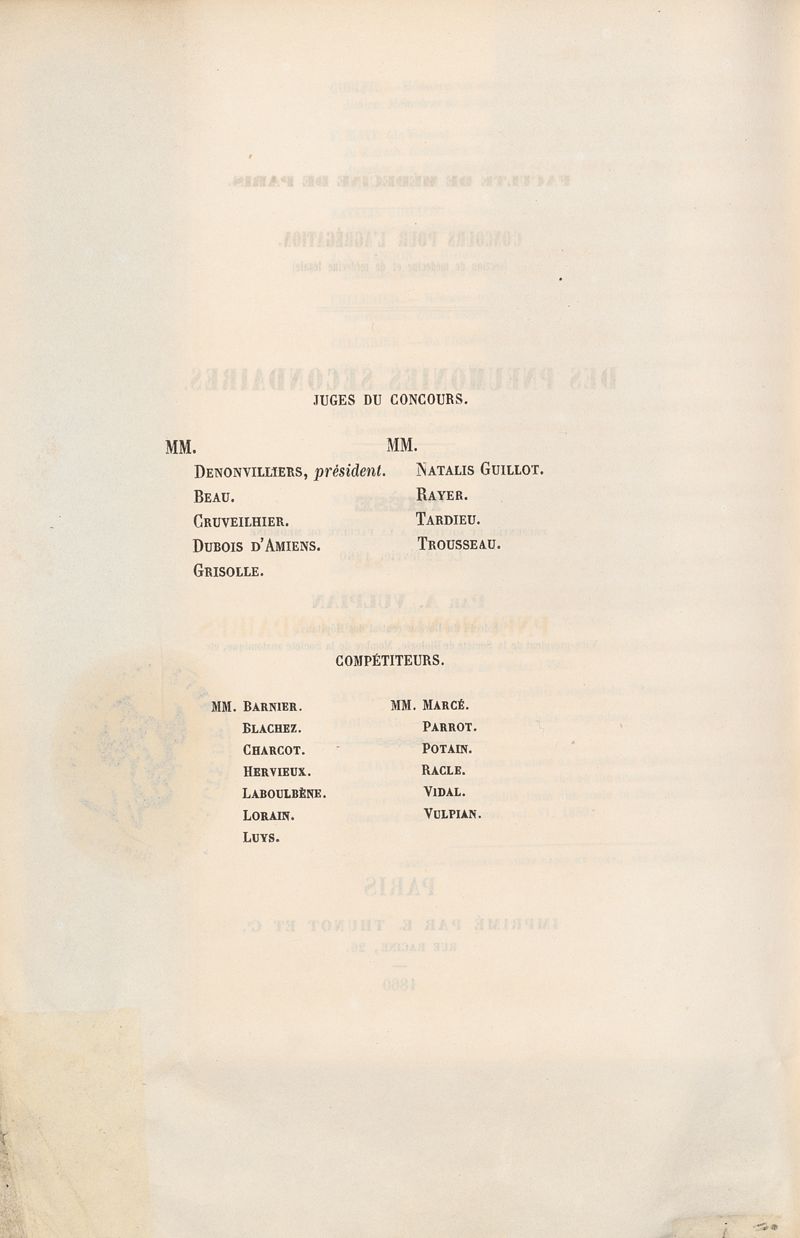 JUGES DU CONCOURS.
MM.
DENONVILLIERS, président.
BEAU.
CRUVEILHIER.
DUBOIS D'AMIENS.
GRISOLLE.
MM.
NATALIS GUILLOT.
RAYER.
TARDIEU.
TROUSSEAU.
COMPÉTITEURS.
MM. BARNIER.
BLACHEZ.
CHARCOT.
HERVIEUX.
LABOULBÈNE.
LORAIN.
LUYS.
MM. MARCÉ.
PARROT.
POTAIN.
RACLE.
VIDAL.
VULPIAN.